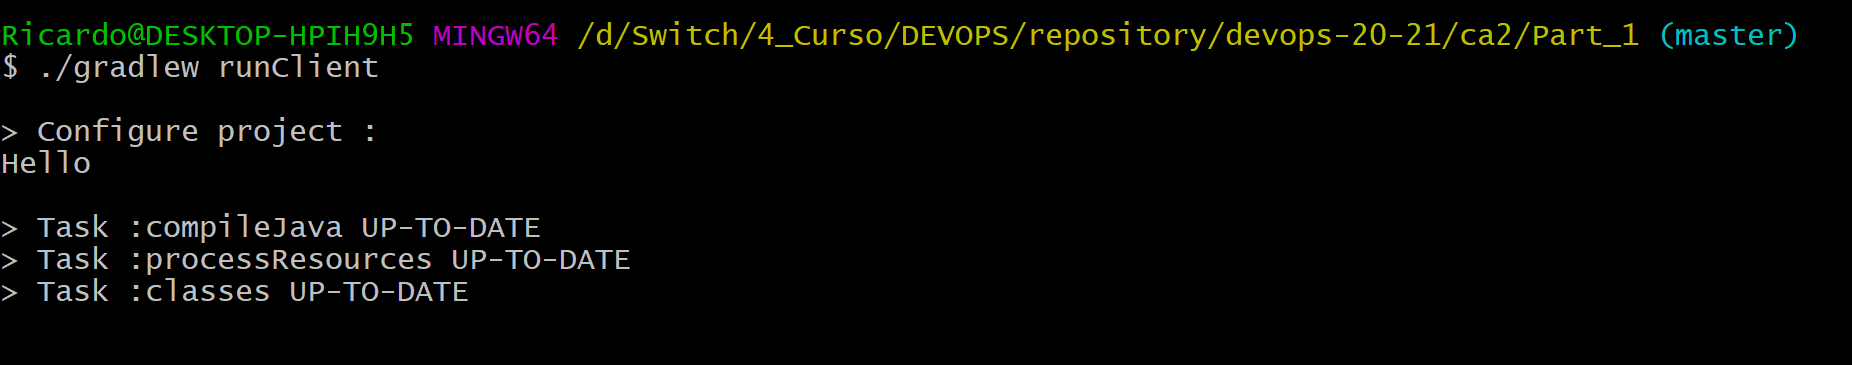 Ricardo@DESKTOP-HPIH9H5 MINGW64 /d/Switch/4_Curso/DEVOPS/repository/devops-20-21/ca2/Part_1 (master)
$ ./gradlew runClient
> Configure project :
Hello
> Task :compileJava UP-TO-DATE
> Task :processResources UP-TO-DATE
> Task :classes UP-TO-DATE